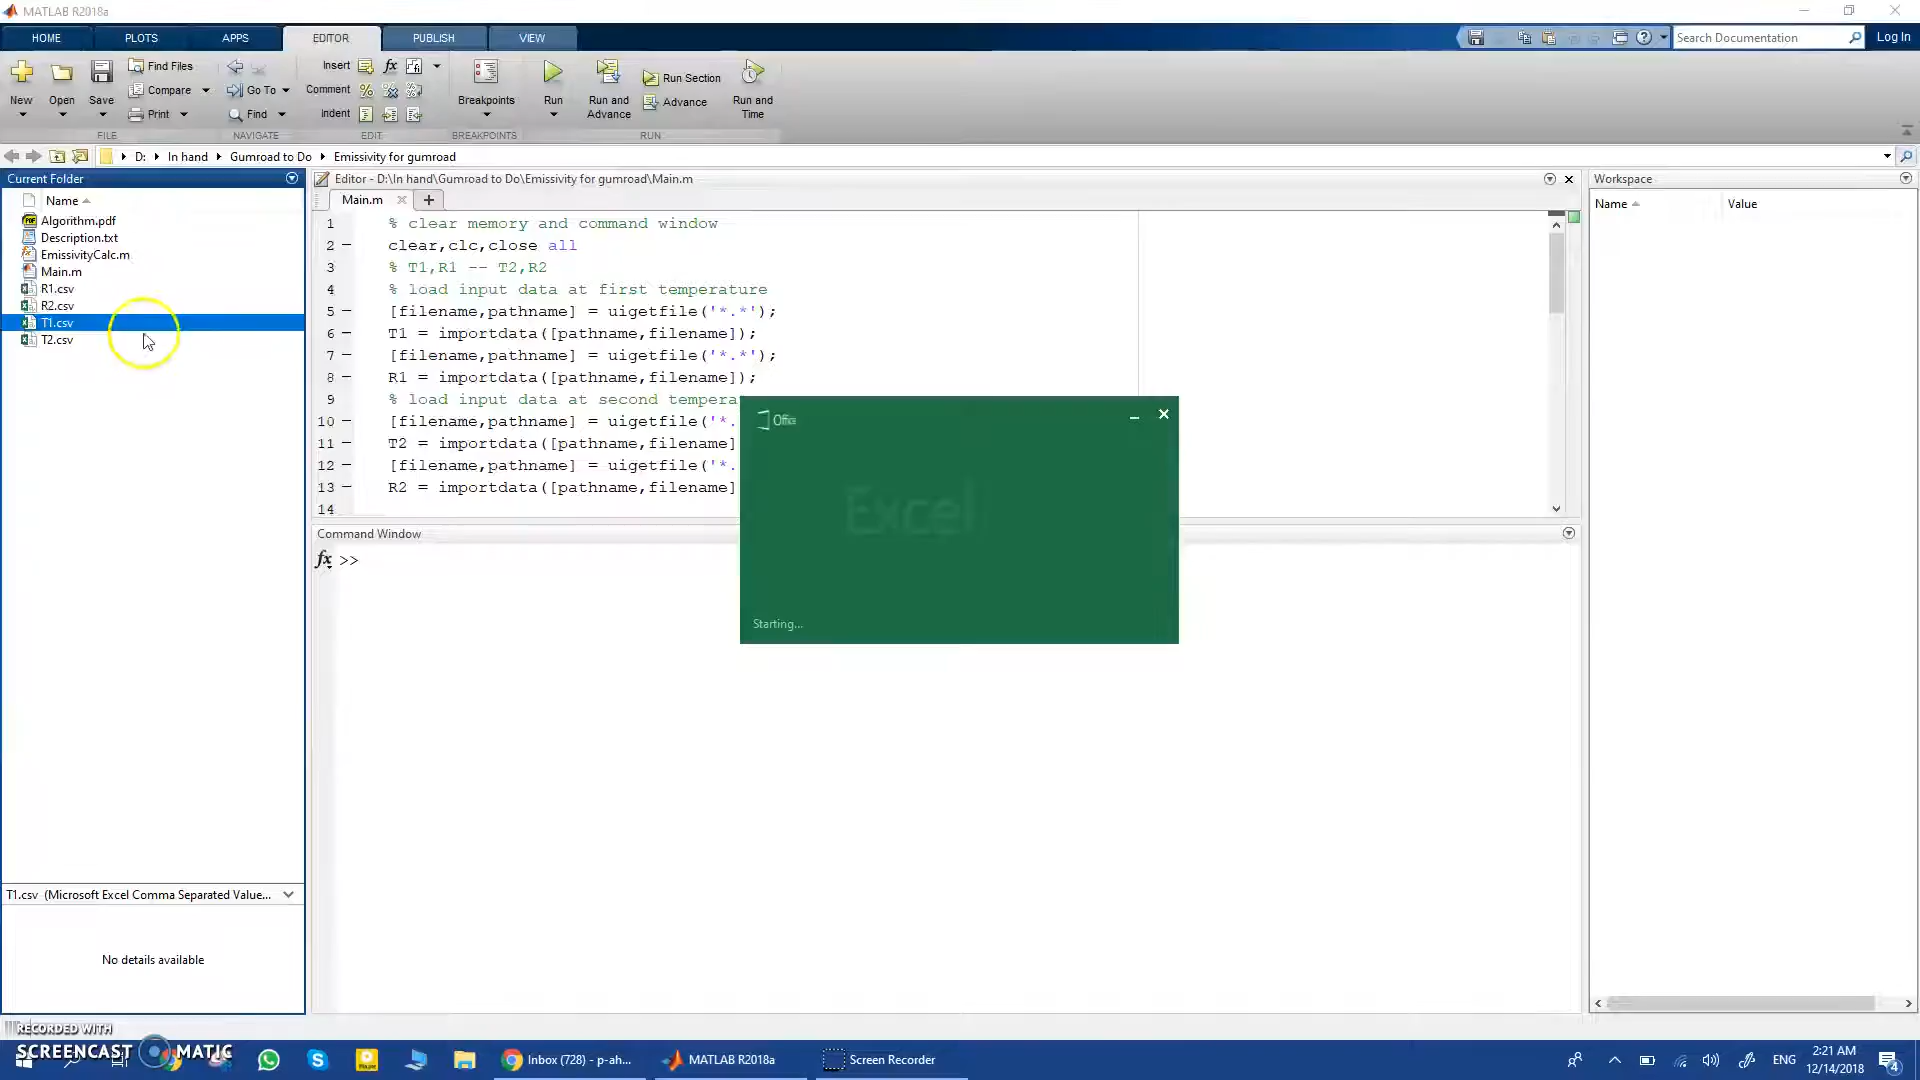 MATLAB R2018a
HOME PLOTS APPS EDITOR PUBLISH VIEW
Search Documentation
Log In
New Open Save
Find Files
Compare
Print
Go To
Find
Insert
Comment
Indent
Breakpoints
Run
Run and Advance
Run Section
Advance
Run and Time
FILE NAVIGATE EDIT BREAKPOINTS RUN
D: In hand Gumroad to Do Emissivity for gumroad
Current Folder
Name
Algorithm.pdf
Description.txt
EmissivityCalc.m
Main.m
R1.csv
R2.csv
T1.csv
T2.csv
T1.csv (Microsoft Excel Comma Separated Value...
No details available
Editor - D:\In hand\Gumroad to Do\Emissivity for gumroad\Main.m
Main.m
1 % clear memory and command window
2 clear,clc,close all
3 % T1,R1 -- T2,R2
4 % load input data at first temperature
5 [filename,pathname] = uigetfile('*.*');
6 T1 = importdata([pathname,filename]);
7 [filename,pathname] = uigetfile('*.*');
8 R1 = importdata([pathname,filename]);
9 % load input data at second tempera
10 [filename,pathname] = uigetfile('*.
11 T2 = importdata([pathname,filename]
12 [filename,pathname] = uigetfile('*.
13 R2 = importdata([pathname,filename]
14
Office
Excel
Starting...
Command Window
fx >>
Workspace
Name Value
RECORDED WITH
SCREENCAST MATIC
Inbox (728) - p-ah...
MATLAB R2018a
Screen Recorder
ENG
2:21 AM
12/14/2018
4